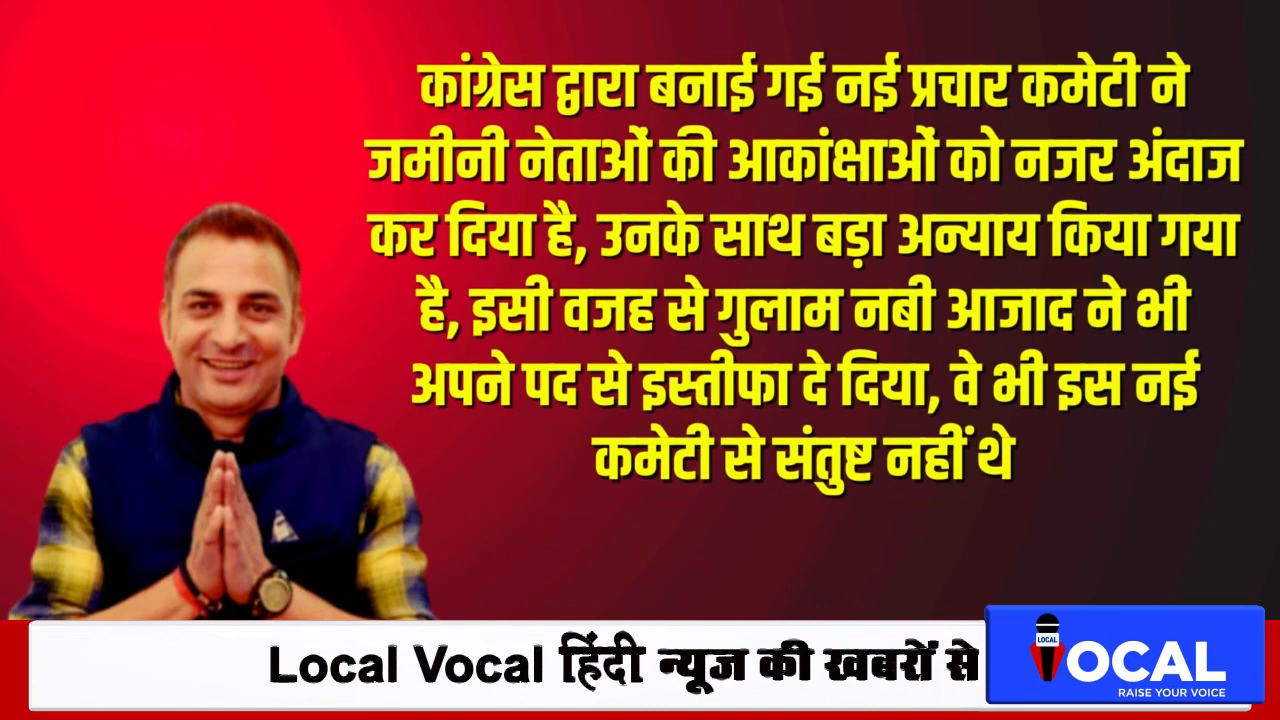 कांग्रेस द्वारा बनाई गई नई प्रचार कमेटी ने
जमीनी नेताओं की आकांक्षाओं को नजर अंदाज
कर दिया है, उनके साथ बड़ा अन्याय किया गया
है, इसी वजह से गुलाम नबी आजाद ने भी
अपने पद से इस्तीफा दे दिया, वे भी इस नई
कमेटी से संतुष्ट नहीं थे
Local Vocal हिंदी न्यूज की खबरों से
LOCAL
VOCAL
RAISE YOUR VOICE